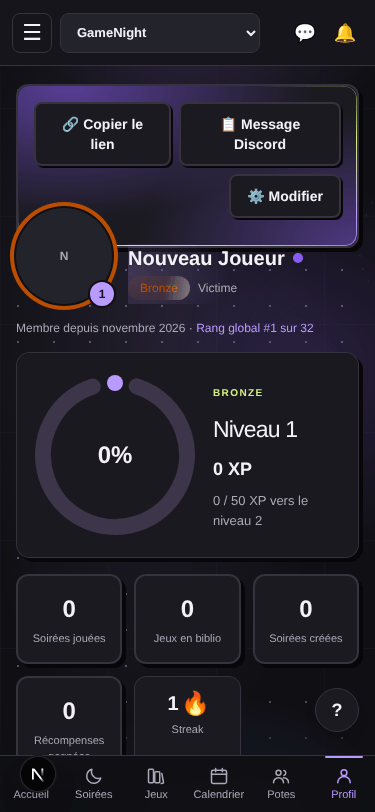 GameNight
🔗 Copier le
lien
📋 Message
Discord
⚙️ Modifier
N
1
Nouveau Joueur
Bronze
Victime
Membre depuis novembre 2026 · Rang global #1 sur 32
0%
BRONZE
Niveau 1
0 XP
0 / 50 XP vers le
niveau 2
0
Soirées jouées
0
Jeux en biblio
0
Soirées créées
0
Récompenses
gagnées
1 🔥
Streak
?
N
Accueil
Soirées
Jeux
Calendrier
Potes
Profil